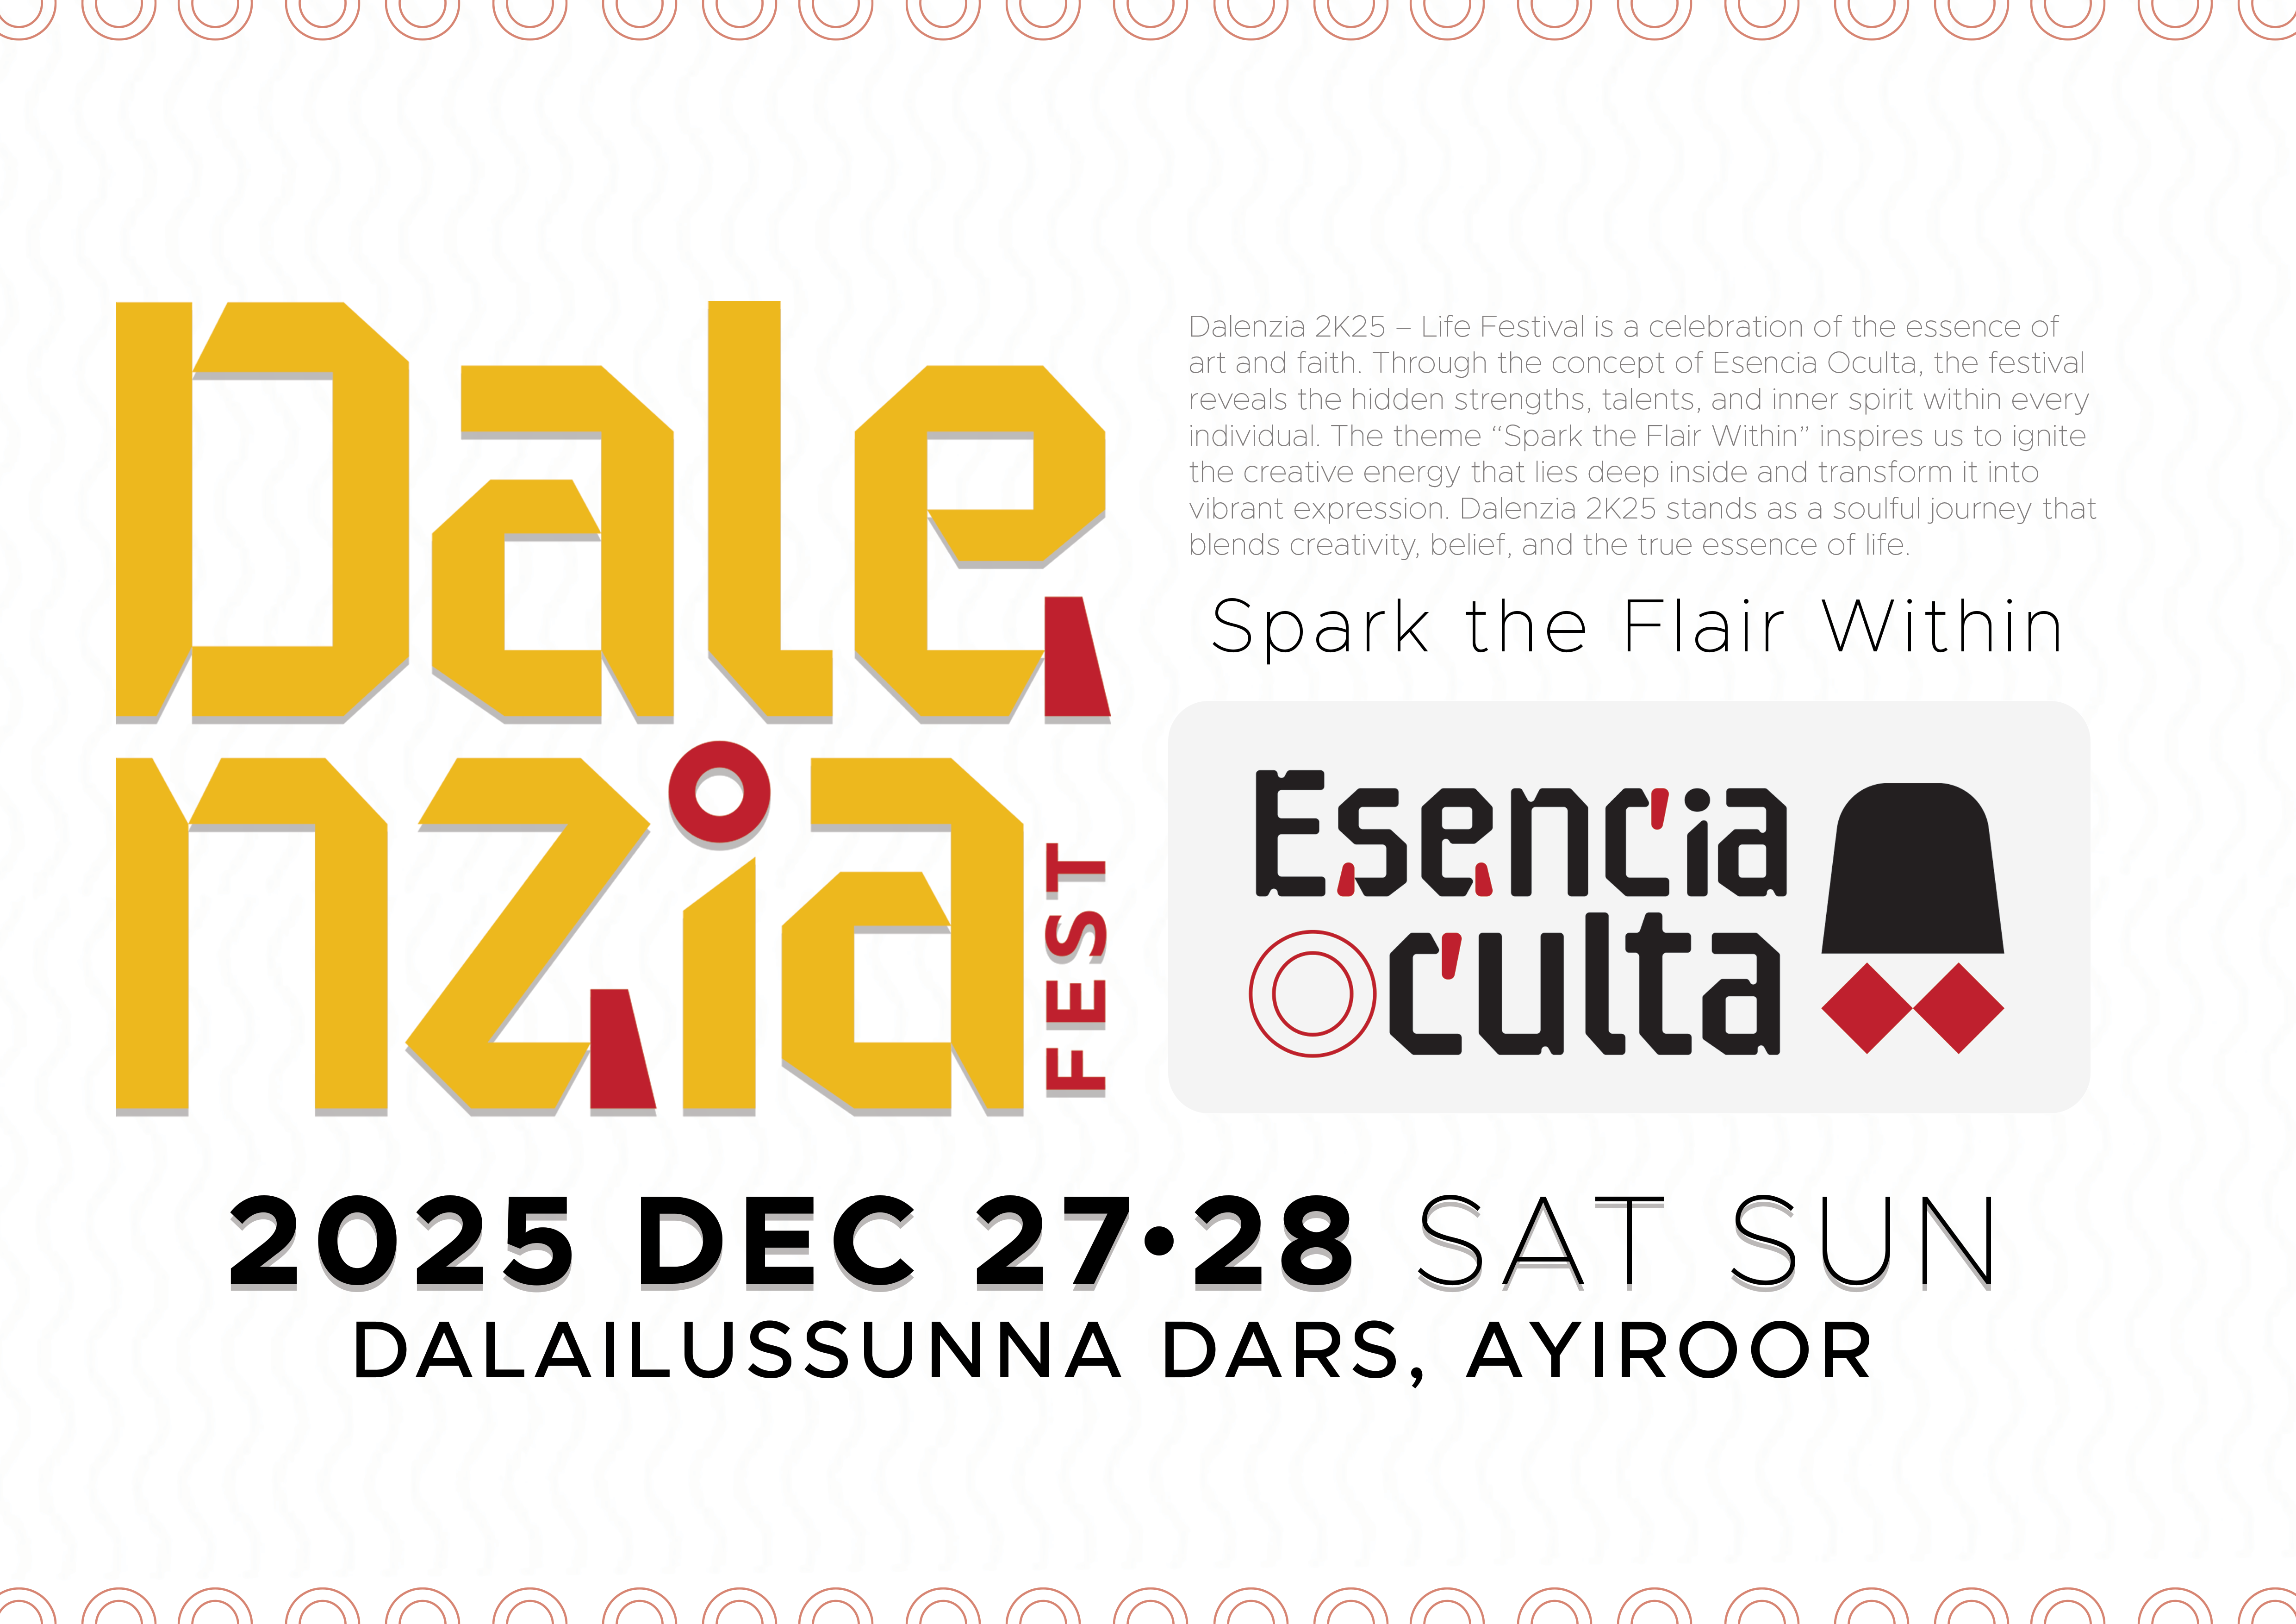 Dale
nzia
FEST
Dalenzia 2K25 – Life Festival is a celebration of the essence of
art and faith. Through the concept of Esencia Oculta, the festival
reveals the hidden strengths, talents, and inner spirit within every
individual. The theme “Spark the Flair Within” inspires us to ignite
the creative energy that lies deep inside and transform it into
vibrant expression. Dalenzia 2K25 stands as a soulful journey that
blends creativity, belief, and the true essence of life.
Spark the Flair Within
Esencia
Oculta
2025 DEC 27•28 SAT SUN
DALAILUSSUNNA DARS, AYIROOR